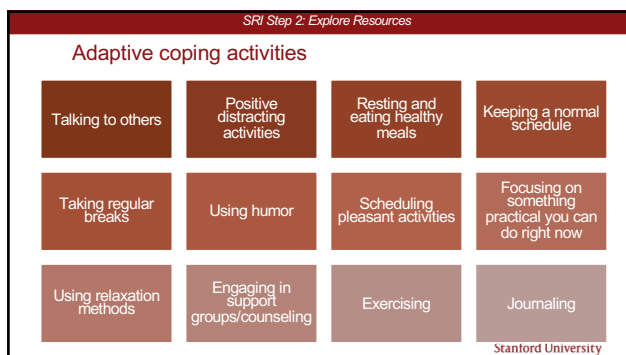 SRI Step 2: Explore Resources
Adaptive coping activities
Talking to others
Positive
distracting
activities
Resting and
eating healthy
meals
Keeping a normal
schedule
Taking regular
breaks
Using humor
Scheduling
pleasant activities
Focusing on
something
practical you can
do right now
Using relaxation
methods
Engaging in
support
groups/counseling
Exercising
Journaling
Stanford University